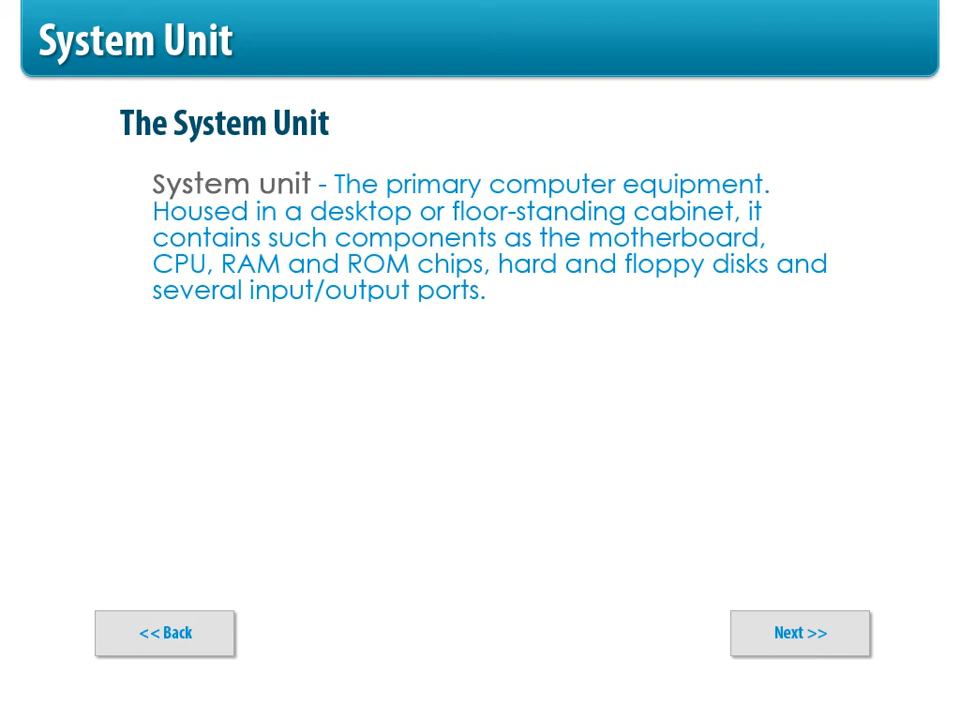 System Unit
The System Unit
System unit - The primary computer equipment.
Housed in a desktop or floor-standing cabinet, it
contains such components as the motherboard,
CPU, RAM and ROM chips, hard and floppy disks and
several input/output ports.
<< Back
Next >>